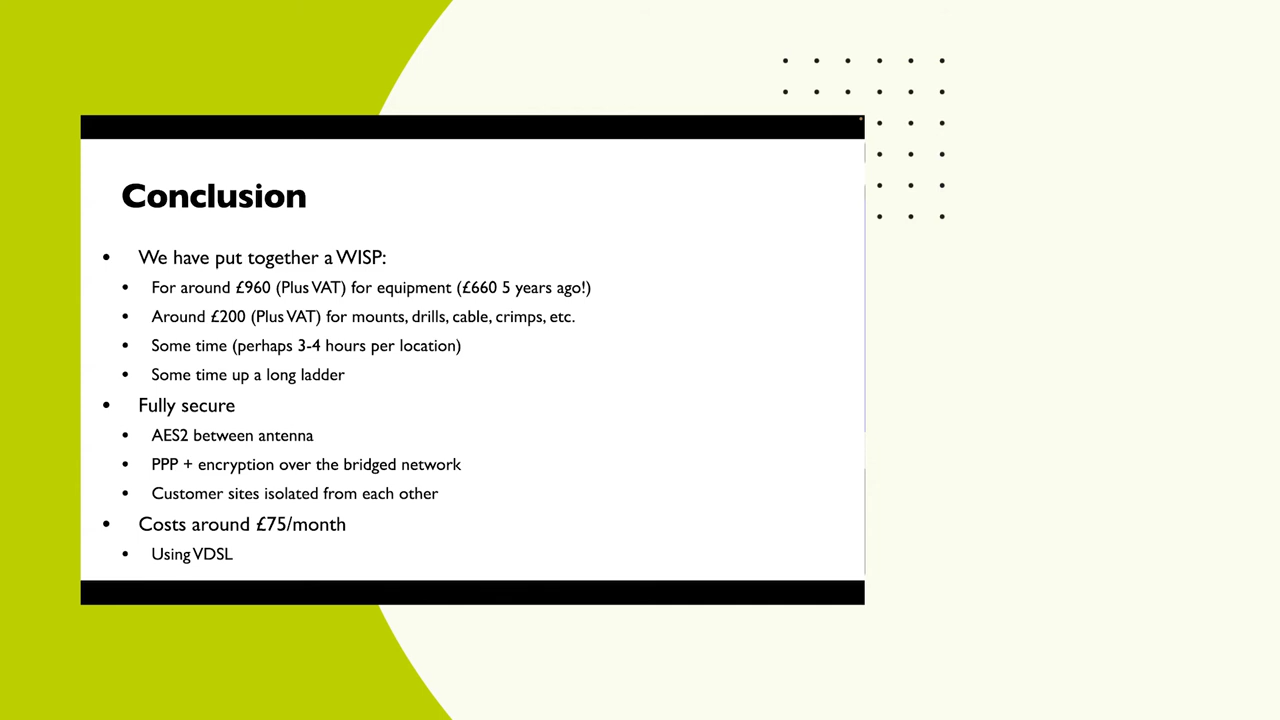 Conclusion
• We have put together a WISP:
• For around £960 (Plus VAT) for equipment (£660 5 years ago!)
• Around £200 (Plus VAT) for mounts, drills, cable, crimps, etc.
• Some time (perhaps 3-4 hours per location)
• Some time up a long ladder
• Fully secure
• AES2 between antenna
• PPP + encryption over the bridged network
• Customer sites isolated from each other
• Costs around £75/month
• Using VDSL